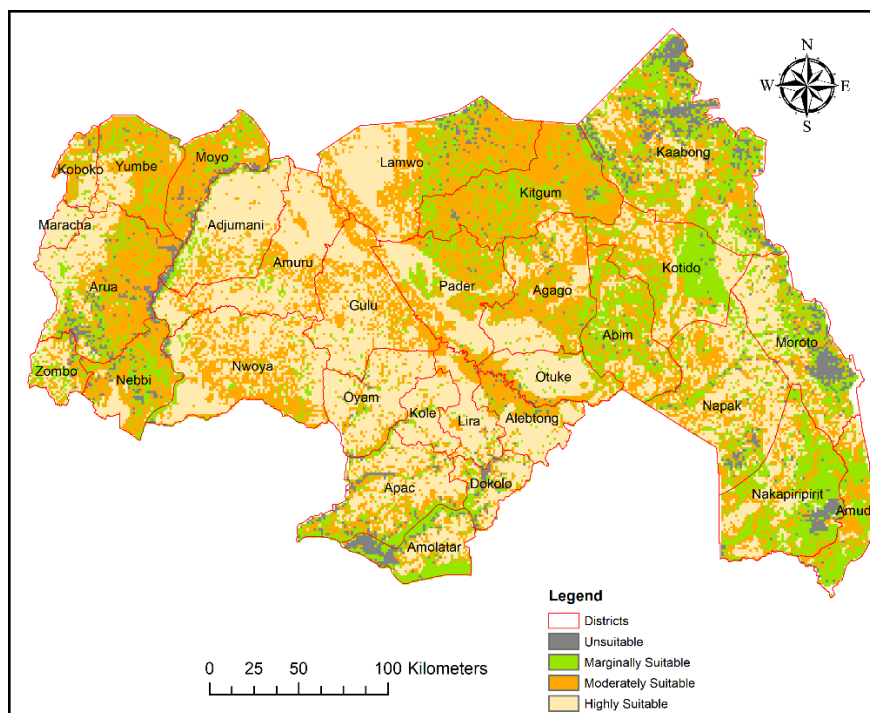 N
W E
S
Kaabong
Lamwo
Moyo
Koboko
Yumbe
Kitgum
Maracha
Adjumani
Kotido
Amuru
Pader
Agago
Arua
Gulu
Abim
Moroto
Zombo
Nebbi
Nwoya
Otuke
Oyam
Kole
Napak
Lira
Alebtong
Apac
Dokolo
Nakapiripirit
Amud
Amolatar
Legend
Districts
Unsuitable
Marginally Suitable
Moderately Suitable
Highly Suitable
0 25 50 100 Kilometers